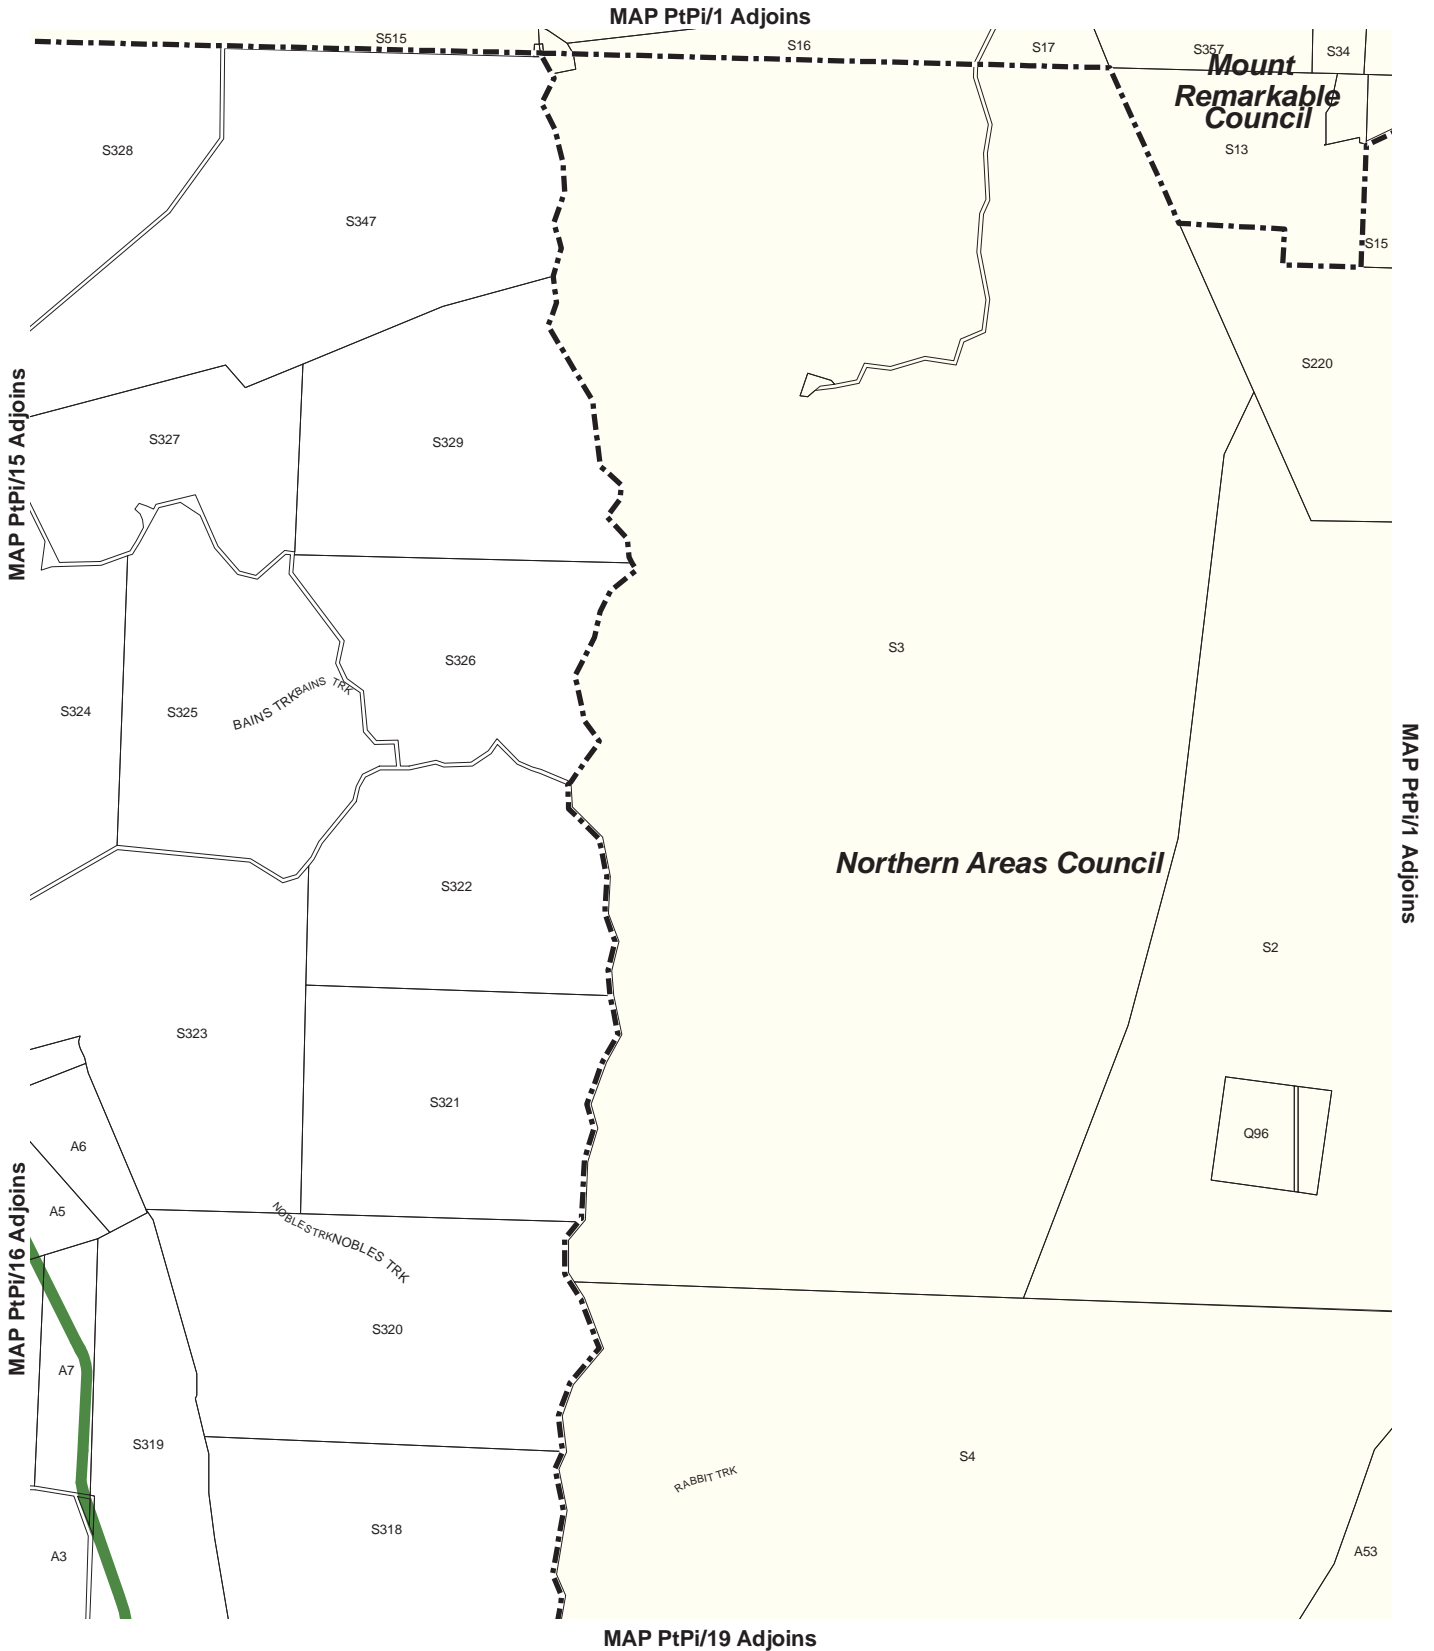 MAP PtPi/1 Adjoins
S515
S16
S17
S357
S34
Mount
Remarkable
Council
S328
S13
S347
S15
S220
MAP PtPi/15 Adjoins
S327
S329
S3
S326
BAINS TRK
BAINS TRK
S324
S325
MAP PtPi/1 Adjoins
Northern Areas Council
S322
S2
S323
S321
Q96
A6
MAP PtPi/16 Adjoins
A5
NOBLES TRK
NOBLES TRK
S320
A7
S319
S4
RABBIT TRK
S318
A3
A53
MAP PtPi/19 Adjoins